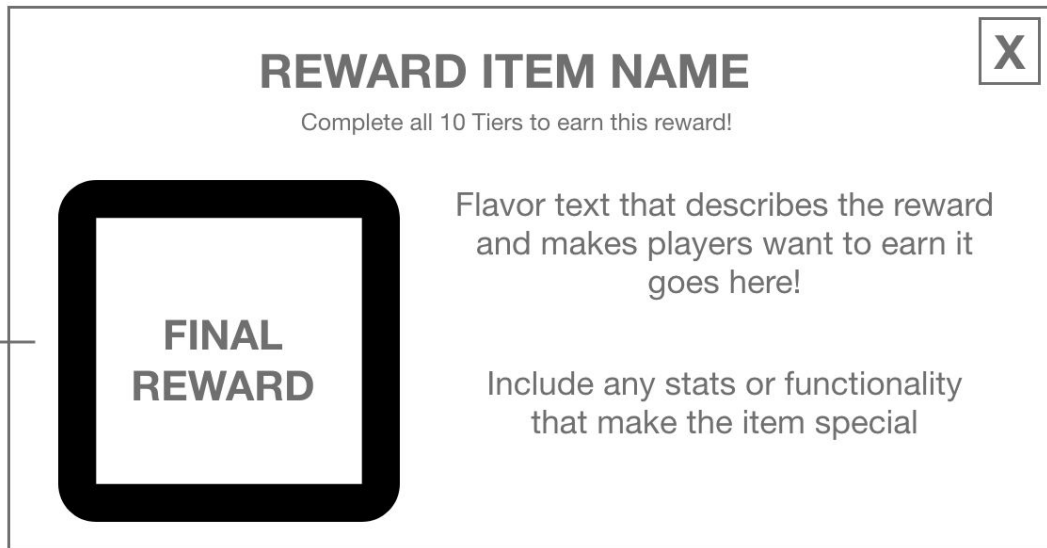 REWARD ITEM NAME
X
Complete all 10 Tiers to earn this reward!
Flavor text that describes the reward
and makes players want to earn it
goes here!
FINAL
REWARD
Include any stats or functionality
that make the item special